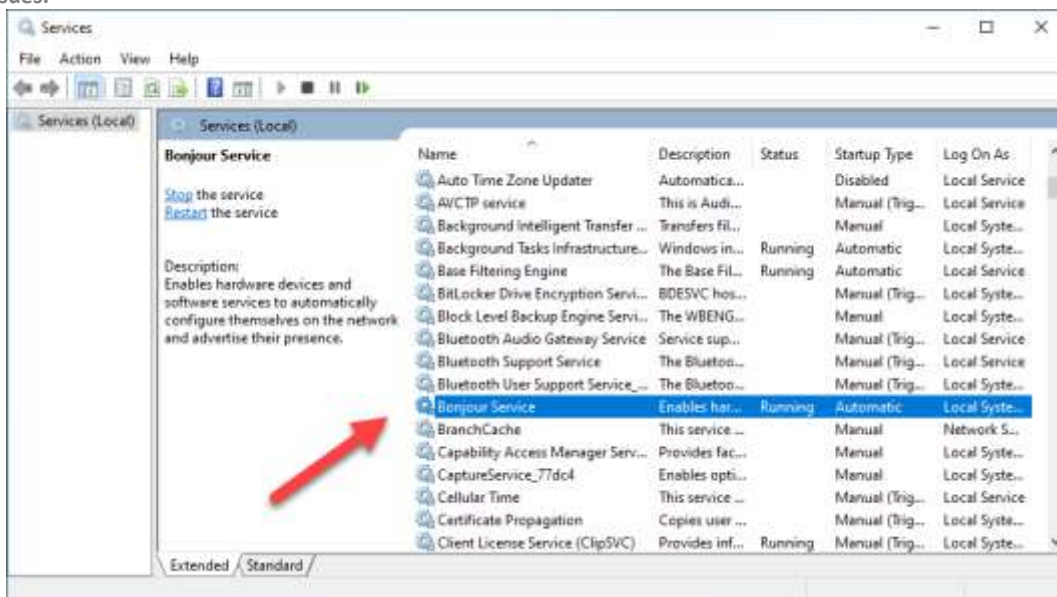 Services
File Action View Help
Services (Local)
Services (Local)
Bonjour Service
Stop the service
Restart the service
Description:
Enables hardware devices and
software services to automatically
configure themselves on the network
and advertise their presence.
Name Description Status Startup Type Log On As
Auto Time Zone Updater Automatica... Disabled Local Service
AVCTP service This is Audi... Manual (Trig... Local Service
Background Intelligent Transfer ... Transfers fil... Manual Local Syste...
Background Tasks Infrastructure... Windows in... Running Automatic Local Syste...
Base Filtering Engine The Base Fil... Running Automatic Local Service
BitLocker Drive Encryption Servi... BDESVC hos... Manual (Trig... Local Syste...
Block Level Backup Engine Servi... The WBENG... Manual Local Syste...
Bluetooth Audio Gateway Service Service sup... Manual (Trig... Local Service
Bluetooth Support Service The Bluetoo... Manual (Trig... Local Service
Bluetooth User Support Service_... The Bluetoo... Manual (Trig... Local Syste...
Bonjour Service Enables har... Running Automatic Local Syste...
BranchCache This service ... Manual Network S...
Capability Access Manager Serv... Provides fac... Manual Local Syste...
CaptureService_77dc4 Enables opti... Manual Local Syste...
Cellular Time This service ... Manual (Trig... Local Service
Certificate Propagation Copies user ... Manual (Trig... Local Syste...
Client License Service (ClipSVC) Provides inf... Running Manual (Trig... Local Syste...
Extended Standard